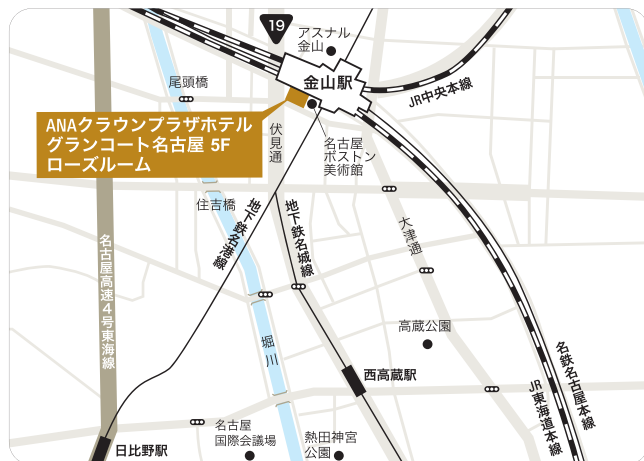 19
アスナル
金山
金山駅
尾頭橋
JR中央本線
ANAクラウンプラザホテル
グランコート名古屋 5F
ローズルーム
伏見通
名古屋
ボストン
美術館
住吉橋
地下鉄名港線
地下鉄名城線
大津通
名古屋高速4号東海線
堀川
高蔵公園
西高蔵駅
名鉄名古屋本線
JR東海道本線
日比野駅
名古屋
国際会議場
熱田神宮
公園